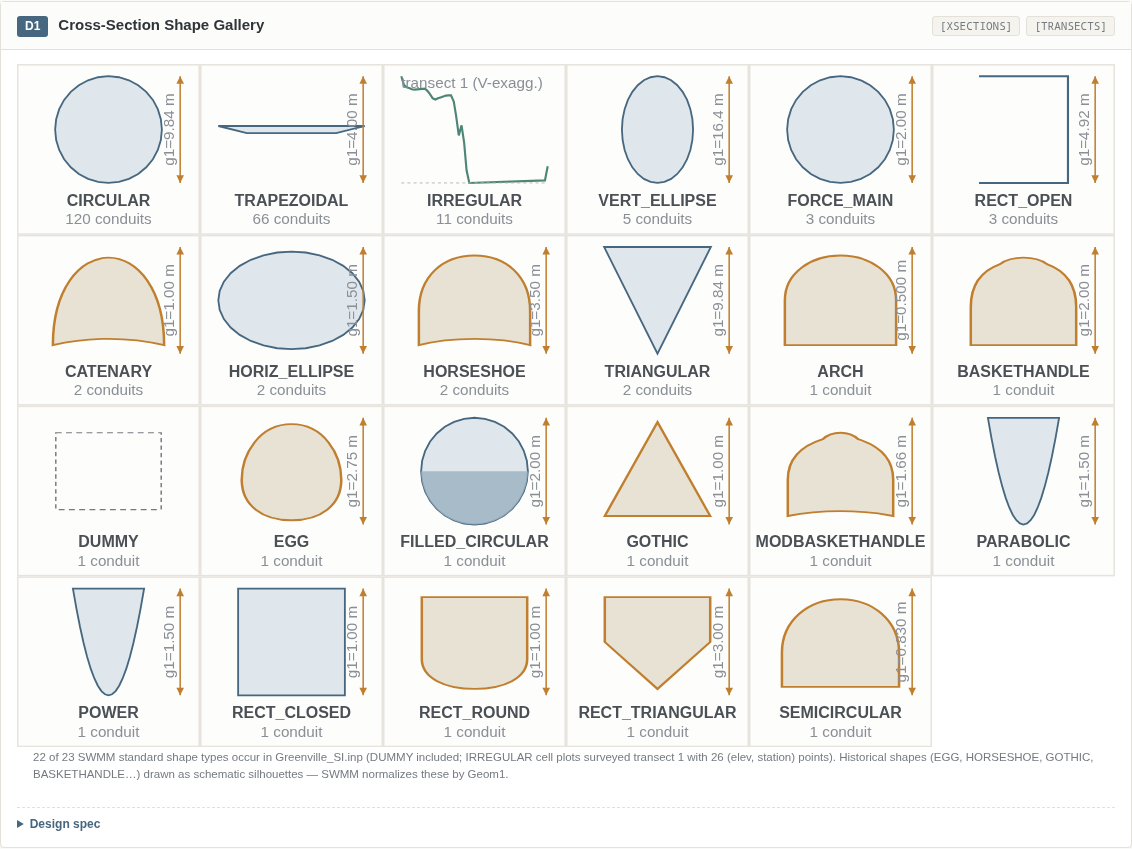 D1 Cross-Section Shape Gallery [XSECTIONS] [TRANSECTS]
g1=9.84 m
CIRCULAR
120 conduits
g1=4.00 m
TRAPEZOIDAL
66 conduits
transect 1 (V-exagg.)
IRREGULAR
11 conduits
g1=16.4 m
VERT_ELLIPSE
5 conduits
g1=2.00 m
FORCE_MAIN
3 conduits
g1=4.92 m
RECT_OPEN
3 conduits
g1=1.00 m
CATENARY
2 conduits
g1=1.50 m
HORIZ_ELLIPSE
2 conduits
g1=3.50 m
HORSESHOE
2 conduits
g1=9.84 m
TRIANGULAR
2 conduits
g1=0.500 m
ARCH
1 conduit
g1=2.00 m
BASKETHANDLE
1 conduit
DUMMY
1 conduit
g1=2.75 m
EGG
1 conduit
g1=2.00 m
FILLED_CIRCULAR
1 conduit
g1=1.00 m
GOTHIC
1 conduit
g1=1.66 m
MODBASKETHANDLE
1 conduit
g1=1.50 m
PARABOLIC
1 conduit
g1=1.50 m
POWER
1 conduit
g1=1.00 m
RECT_CLOSED
1 conduit
g1=1.00 m
RECT_ROUND
1 conduit
g1=3.00 m
RECT_TRIANGULAR
1 conduit
g1=0.830 m
SEMICIRCULAR
1 conduit
22 of 23 SWMM standard shape types occur in Greenville_SI.inp (DUMMY included; IRREGULAR cell plots surveyed transect 1 with 26 (elev, station) points). Historical shapes (EGG, HORSESHOE, GOTHIC,
BASKETHANDLE…) drawn as schematic silhouettes — SWMM normalizes these by Geom1.
Design spec